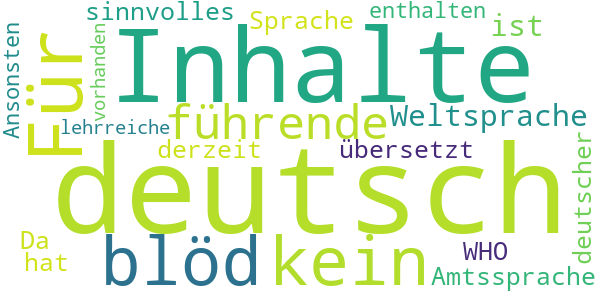 sinnvolles Sprache enthalten
Ansonsten Für vorhanden Inhalte ist
führende Weltsprache
lehrreiche
derzeit übersetzt
deutsch deutscher
Da blöd kein WHO
hat Amtssprache